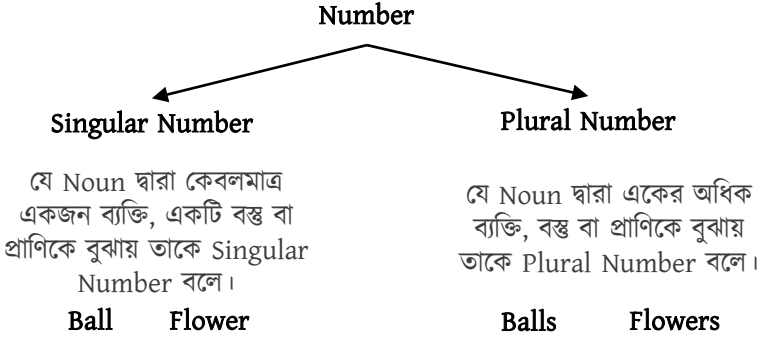 Number
Singular Number
যে Noun দ্বারা কেবলমাত্র
একজন ব্যক্তি, একটি বস্তু বা
প্রাণিকে বুঝায় তাকে Singular
Number বলে।
Ball Flower
Plural Number
যে Noun দ্বারা একের অধিক
ব্যক্তি, বস্তু বা প্রাণিকে বুঝায়
তাকে Plural Number বলে।
Balls Flowers